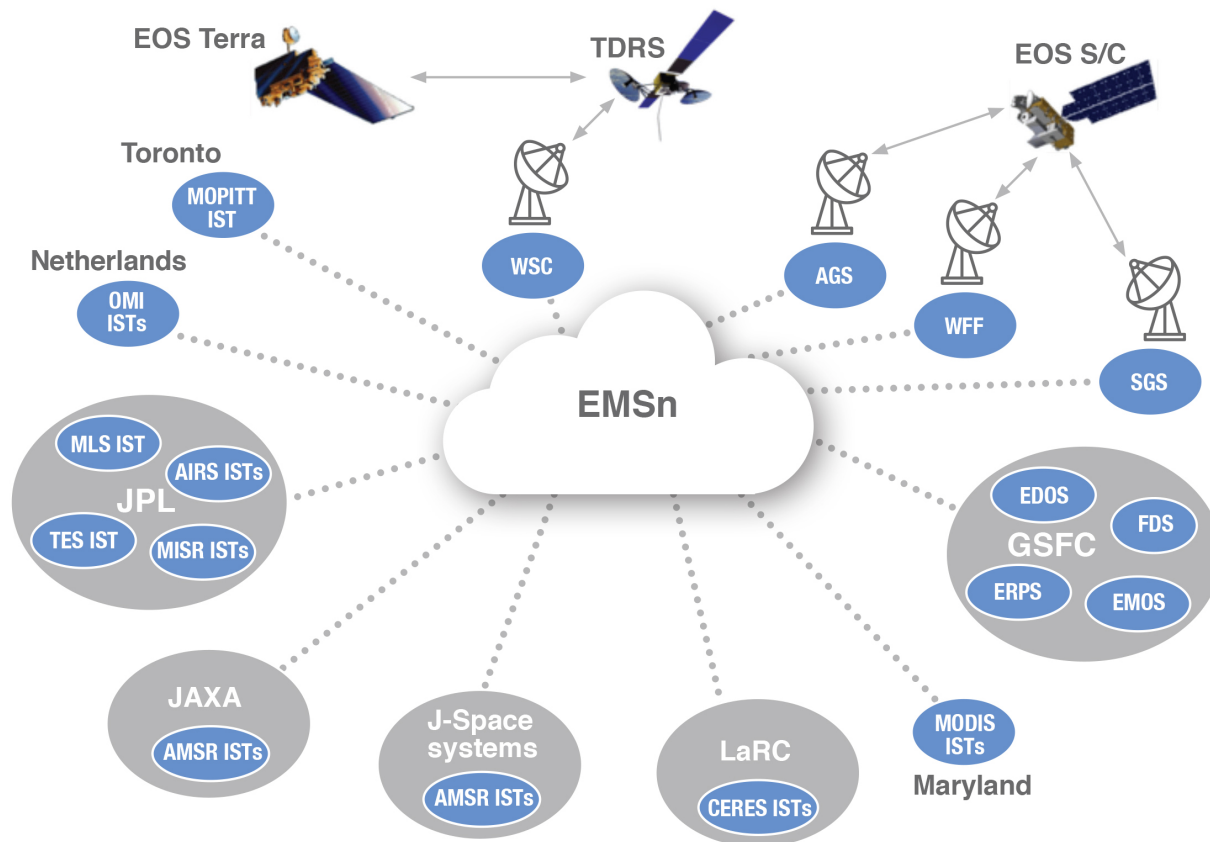 EOS Terra
TDRS
EOS S/C
Toronto
MOPITT
IST
Netherlands
OMI
ISTs
WSC
AGS
WFF
SGS
EMSn
MLS IST
AIRS ISTs
JPL
TES IST
MISR ISTs
EDOS
FDS
GSFC
ERPS
EMOS
JAXA
AMSR ISTs
J-Space
systems
AMSR ISTs
LaRC
CERES ISTs
MODIS
ISTs
Maryland